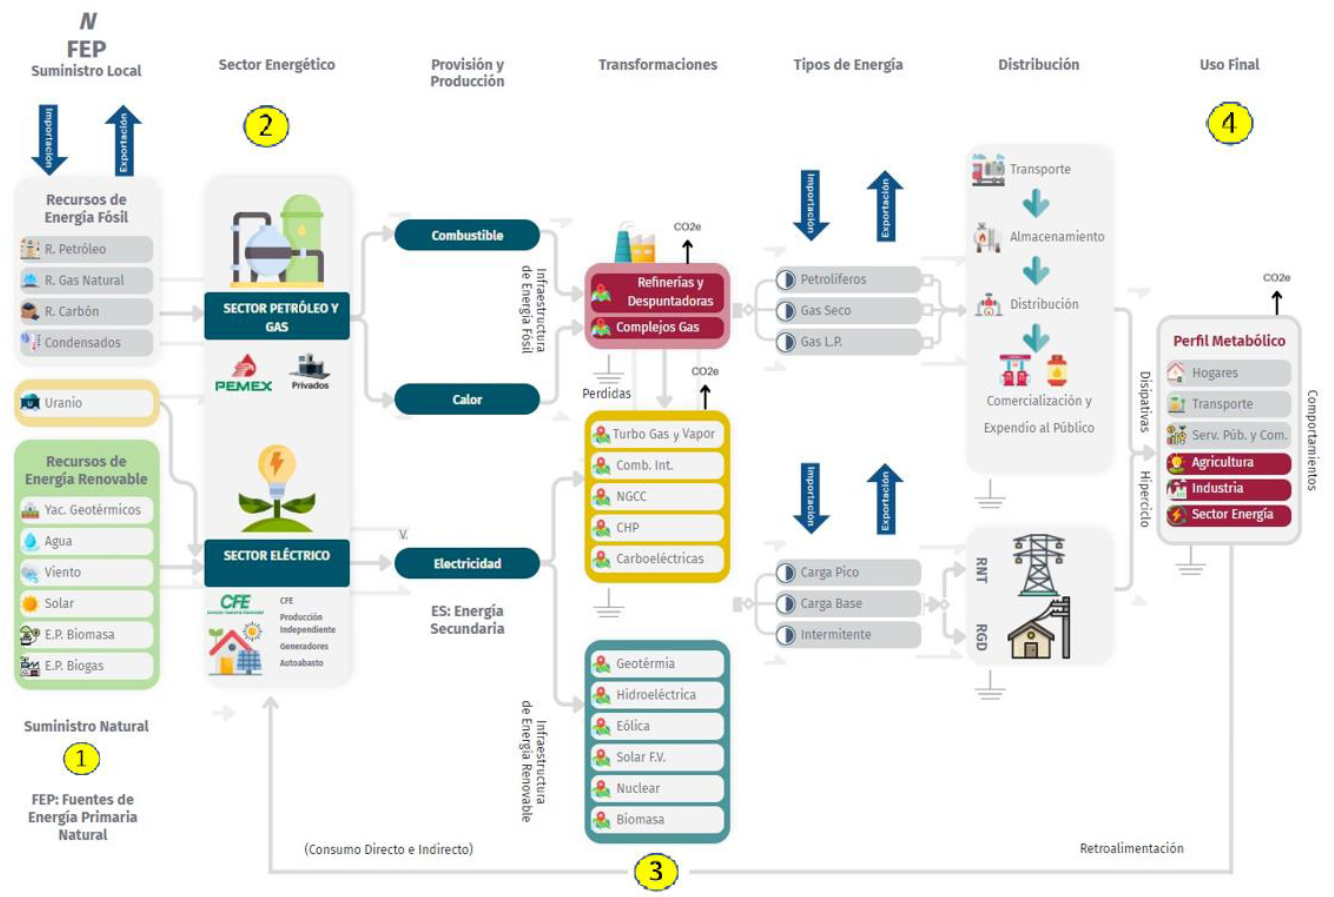 N
FEP
Suministro Local
Importación
Exportación
Recursos de
Energía Fósil
R. Petróleo
R. Gas Natural
R. Carbón
Condensados
Uranio
Recursos de
Energía Renovable
Yac. Geotérmicos
Agua
Viento
Solar
E.P. Biomasa
E.P. Biogas
Suministro Natural
1
FEP: Fuentes de
Energía Primaria
Natural
Sector Energético
2
SECTOR PETRÓLEO Y
GAS
PEMEX
Privados
SECTOR ELÉCTRICO
CFE
CFE
Producción
Independiente
Generadores
Autoabasto
Provisión y
Producción
Combustible
Calor
V.
Electricidad
ES: Energía
Secundaria
Infraestructura
de Energía Fósil
Infraestructura
de Energía Renovable
Transformaciones
CO2e
Refinerías y
Despuntadoras
Complejos Gas
Perdidas
CO2e
Turbo Gas y Vapor
Comb. Int.
NGCC
CHP
Carboeléctricas
Geotérmia
Hidroeléctrica
Eólica
Solar F.V.
Nuclear
Biomasa
3
Tipos de Energía
Importación
Exportación
Petrolíferos
Gas Seco
Gas L.P.
Importación
Exportación
Carga Pico
Carga Base
Intermitente
Distribución
Transporte
Almacenamiento
Distribución
Comercialización y
Expendio al Público
RNT
RGD
Disipativas
Hiperciclo
Uso Final
4
CO2e
Perfil Metabólico
Hogares
Transporte
Serv. Púb. y Com.
Agricultura
Industria
Sector Energía
Comportamientos
(Consumo Directo e Indirecto)
Retroalimentación